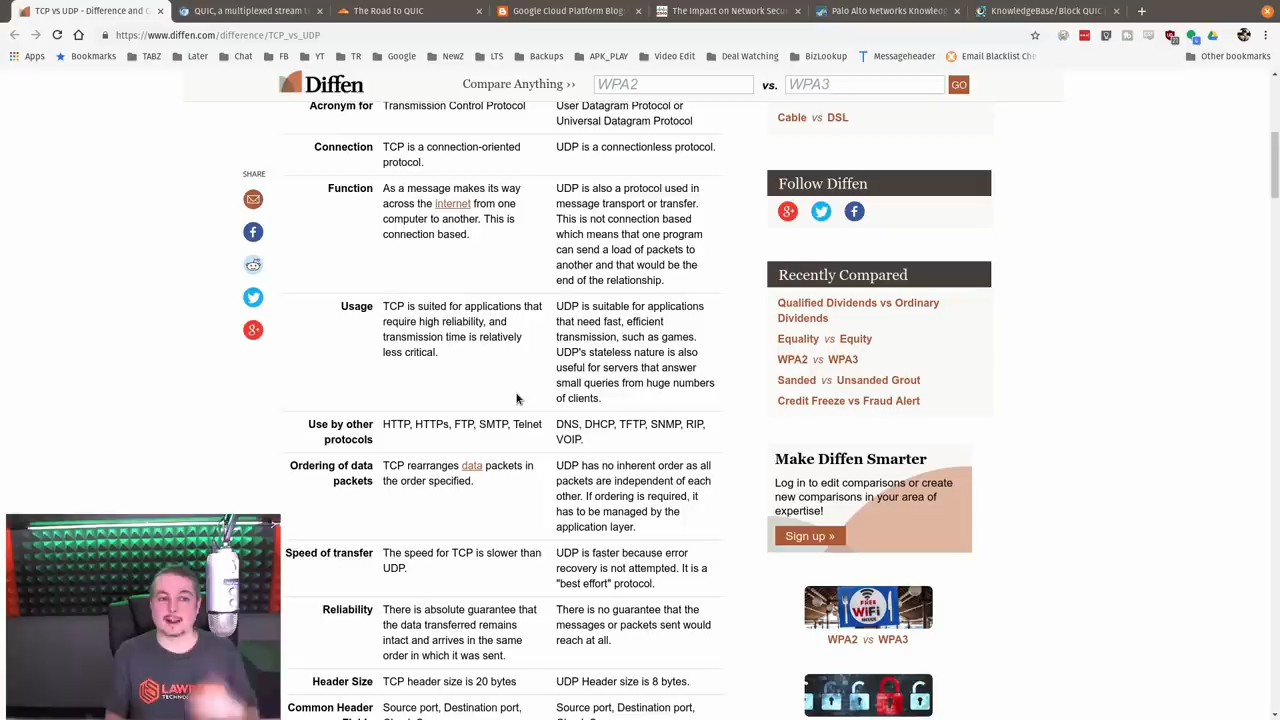 TCP vs UDP - Difference and C
QUIC, a multiplexed stream t
The Road to QUIC
Google Cloud Platform Blog:
The Impact on Network Secu
Palo Alto Networks Knowled
KnowledgeBase/Block QUIC
https://www.diffen.com/difference/TCP_vs_UDP
Apps
Bookmarks
TABZ
Later
Chat
FB
YT
TR
Google
NewZ
LTS
Backups
APK_PLAY
Video Edit
Deal Watching
BizLookup
Messageheader
Email Blacklist Che
Other bookmarks
Diffen
Compare Anything ››
WPA2
vs.
WPA3
GO
Acronym for
Transmission Control Protocol
User Datagram Protocol or
Universal Datagram Protocol
Connection
TCP is a connection-oriented
protocol.
UDP is a connectionless protocol.
Function
As a message makes its way
across the internet from one
computer to another. This is
connection based.
UDP is also a protocol used in
message transport or transfer.
This is not connection based
which means that one program
can send a load of packets to
another and that would be the
end of the relationship.
Usage
TCP is suited for applications that
require high reliability, and
transmission time is relatively
less critical.
UDP is suitable for applications
that need fast, efficient
transmission, such as games.
UDP's stateless nature is also
useful for servers that answer
small queries from huge numbers
of clients.
Use by other
protocols
HTTP, HTTPs, FTP, SMTP, Telnet
DNS, DHCP, TFTP, SNMP, RIP,
VOIP.
Ordering of data
packets
TCP rearranges data packets in
the order specified.
UDP has no inherent order as all
packets are independent of each
other. If ordering is required, it
has to be managed by the
application layer.
Speed of transfer
The speed for TCP is slower than
UDP.
UDP is faster because error
recovery is not attempted. It is a
"best effort" protocol.
Reliability
There is absolute guarantee that
the data transferred remains
intact and arrives in the same
order in which it was sent.
There is no guarantee that the
messages or packets sent would
reach at all.
Header Size
TCP header size is 20 bytes
UDP Header size is 8 bytes.
Common Header
Source port, Destination port,
Source port, Destination port,
SHARE
Cable vs DSL
Follow Diffen
Recently Compared
Qualified Dividends vs Ordinary
Dividends
Equality vs Equity
WPA2 vs WPA3
Sanded vs Unsanded Grout
Credit Freeze vs Fraud Alert
Make Diffen Smarter
Log in to edit comparisons or create
new comparisons in your area of
expertise!
Sign up »
FREE
WiFi
WPA2 vs WPA3